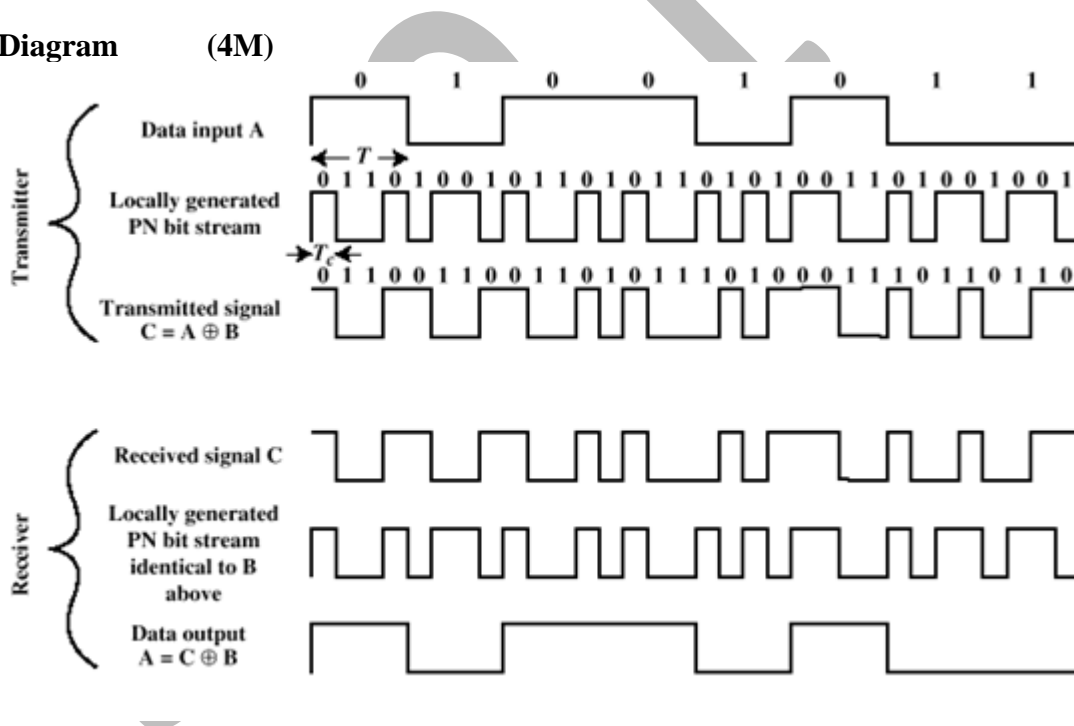 Diagram (4M)
0 1 0 0 1 0 1 1
Data input A
T
0 1 1 0 1 0 0 1 0 1 1 0 1 0 1 1 0 1 0 1 0 0 1 1 0 1 0 0 1 0 0 1
Locally generated
PN bit stream
Tc
0 1 1 0 0 1 1 0 0 1 1 0 1 0 1 1 1 0 1 0 0 0 1 1 1 0 1 1 0 1 1 0
Transmitted signal
C = A ⊕ B
Transmitter
Received signal C
Locally generated
PN bit stream
identical to B
above
Data output
A = C ⊕ B
Receiver